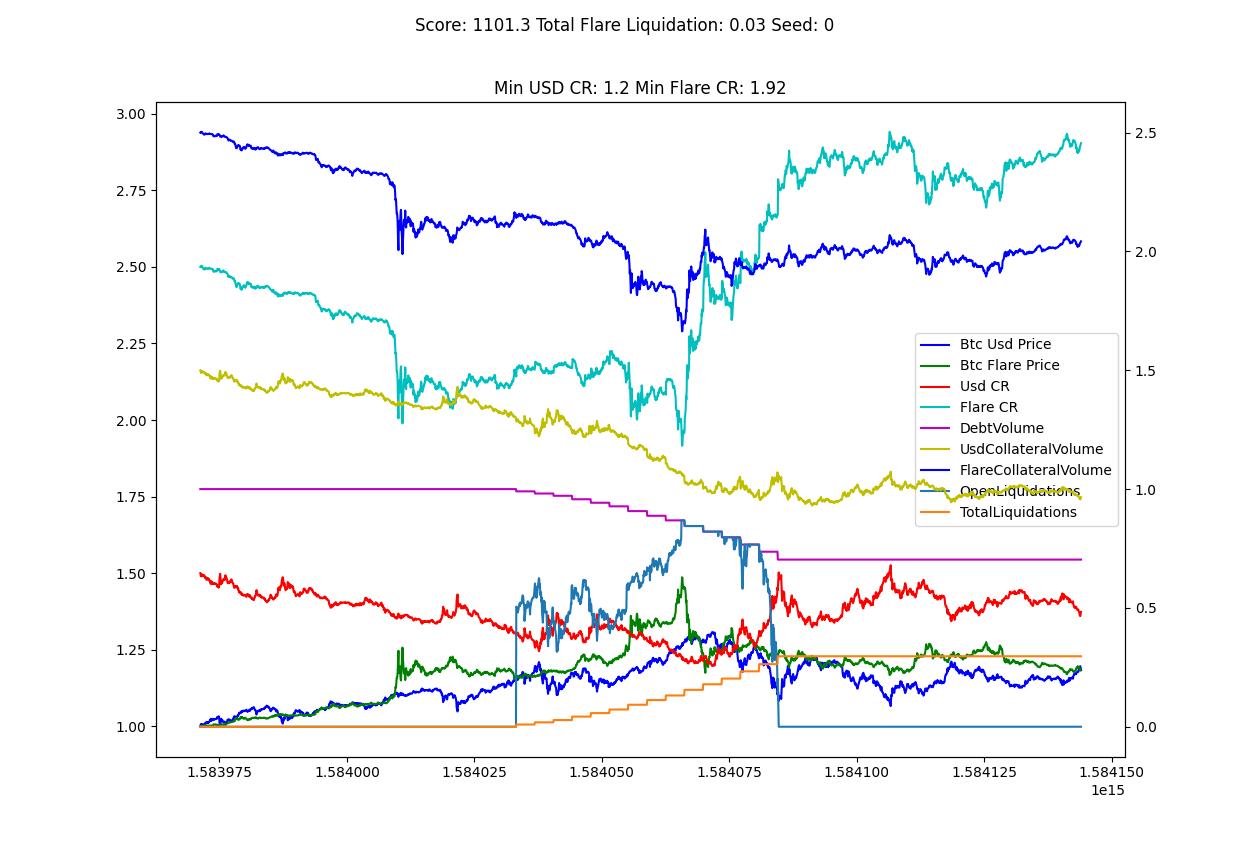 Score: 1101.3 Total Flare Liquidation: 0.03 Seed: 0
Min USD CR: 1.2 Min Flare CR: 1.92
3.00
2.75
2.50
2.25
2.00
1.75
1.50
1.25
1.00
2.5
2.0
1.5
1.0
0.5
0.0
Btc Usd Price
Btc Flare Price
Usd CR
Flare CR
DebtVolume
UsdCollateralVolume
FlareCollateralVolume
OpenLiquidations
TotalLiquidations
1.583975 1.584000 1.584025 1.584050 1.584075 1.584100 1.584125 1.584150
1e15